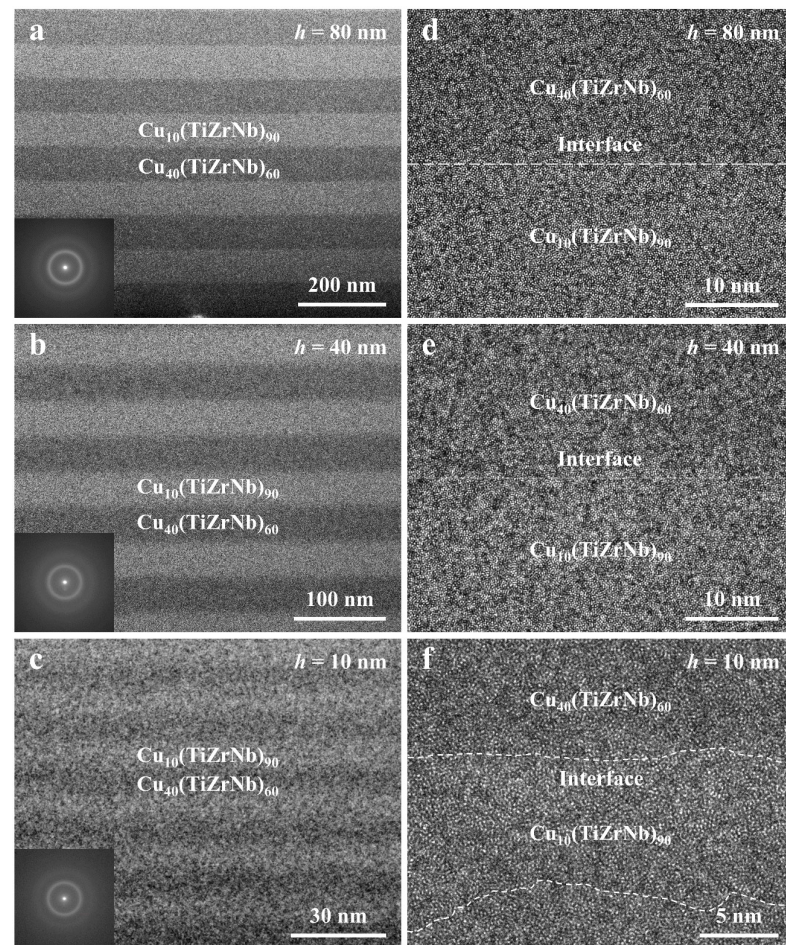 a
h = 80 nm
Cu₁₀(TiZrNb)₉₀
Cu₄₀(TiZrNb)₆₀
200 nm
d
h = 80 nm
Cu₄₀(TiZrNb)₆₀
Interface
Cu₁₀(TiZrNb)₉₀
10 nm
b
h = 40 nm
Cu₁₀(TiZrNb)₉₀
Cu₄₀(TiZrNb)₆₀
100 nm
e
h = 40 nm
Cu₄₀(TiZrNb)₆₀
Interface
Cu₁₀(TiZrNb)₉₀
10 nm
c
h = 10 nm
Cu₁₀(TiZrNb)₉₀
Cu₄₀(TiZrNb)₆₀
30 nm
f
h = 10 nm
Cu₄₀(TiZrNb)₆₀
Interface
Cu₁₀(TiZrNb)₉₀
5 nm